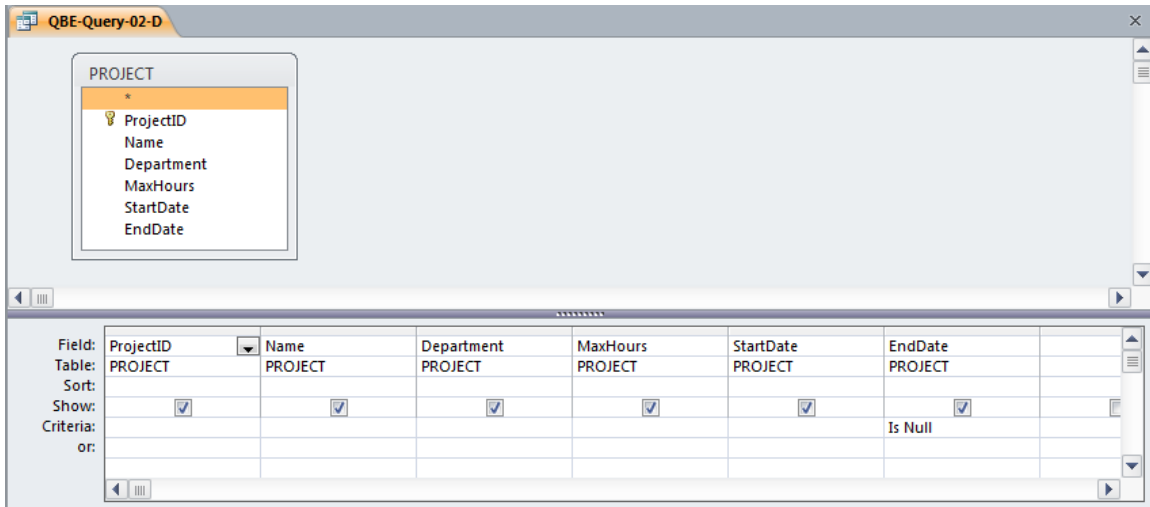 QBE-Query-02-D
PROJECT
*
ProjectID
Name
Department
MaxHours
StartDate
EndDate
Field: ProjectID Name Department MaxHours StartDate EndDate
Table: PROJECT PROJECT PROJECT PROJECT PROJECT PROJECT
Sort:
Show:
Criteria: Is Null
or: